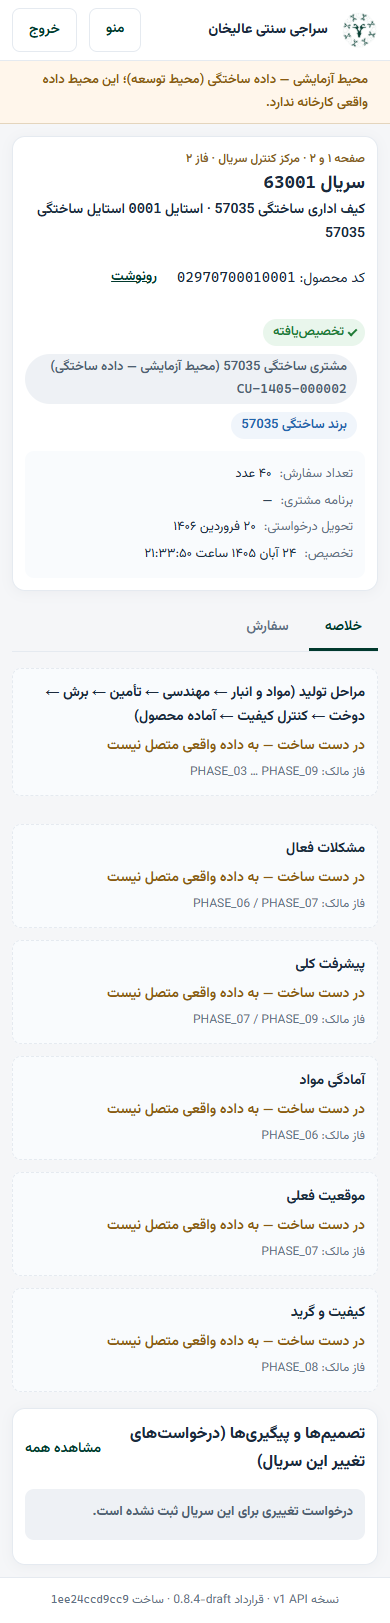 سراجی سنتی عالیخان
منو
خروج
محیط آزمایشی — داده ساختگی (محیط توسعه)؛ این محیط داده
واقعی کارخانه ندارد.
صفحه ۱ و ۲ · مرکز کنترل سریال · فاز ۲
سریال 63001
کیف اداری ساختگی 57035 · استایل 0001 استایل ساختگی
57035
کد محصول: 02970700010001 رونوشت
✓ تخصیص‌یافته
مشتری ساختگی 57035 (محیط آزمایشی — داده ساختگی)
CU-1405-000002
برند ساختگی 57035
تعداد سفارش: ۴۰ عدد
برنامه مشتری: —
تحویل درخواستی: ۲۰ فروردین ۱۴۰۶
تخصیص: ۲۴ آبان ۱۴۰۵ ساعت ۲۱:۳۳:۵۰
خلاصه
سفارش
مراحل تولید (مواد و انبار ← مهندسی ← تأمین ← برش ←
دوخت ← کنترل کیفیت ← آماده محصول)
در دست ساخت — به داده واقعی متصل نیست
فاز مالک: PHASE_03 … PHASE_09
مشکلات فعال
در دست ساخت — به داده واقعی متصل نیست
فاز مالک: PHASE_06 / PHASE_07
پیشرفت کلی
در دست ساخت — به داده واقعی متصل نیست
فاز مالک: PHASE_07 / PHASE_09
آمادگی مواد
در دست ساخت — به داده واقعی متصل نیست
فاز مالک: PHASE_06
موقعیت فعلی
در دست ساخت — به داده واقعی متصل نیست
فاز مالک: PHASE_07
کیفیت و گرید
در دست ساخت — به داده واقعی متصل نیست
فاز مالک: PHASE_08
تصمیم‌ها و پیگیری‌ها (درخواست‌های
تغییر این سریال)
مشاهده همه
درخواست تغییری برای این سریال ثبت نشده است.
نسخه v1 API · قرارداد 0.8.4-draft · ساخت 1ee24ccd9cc9